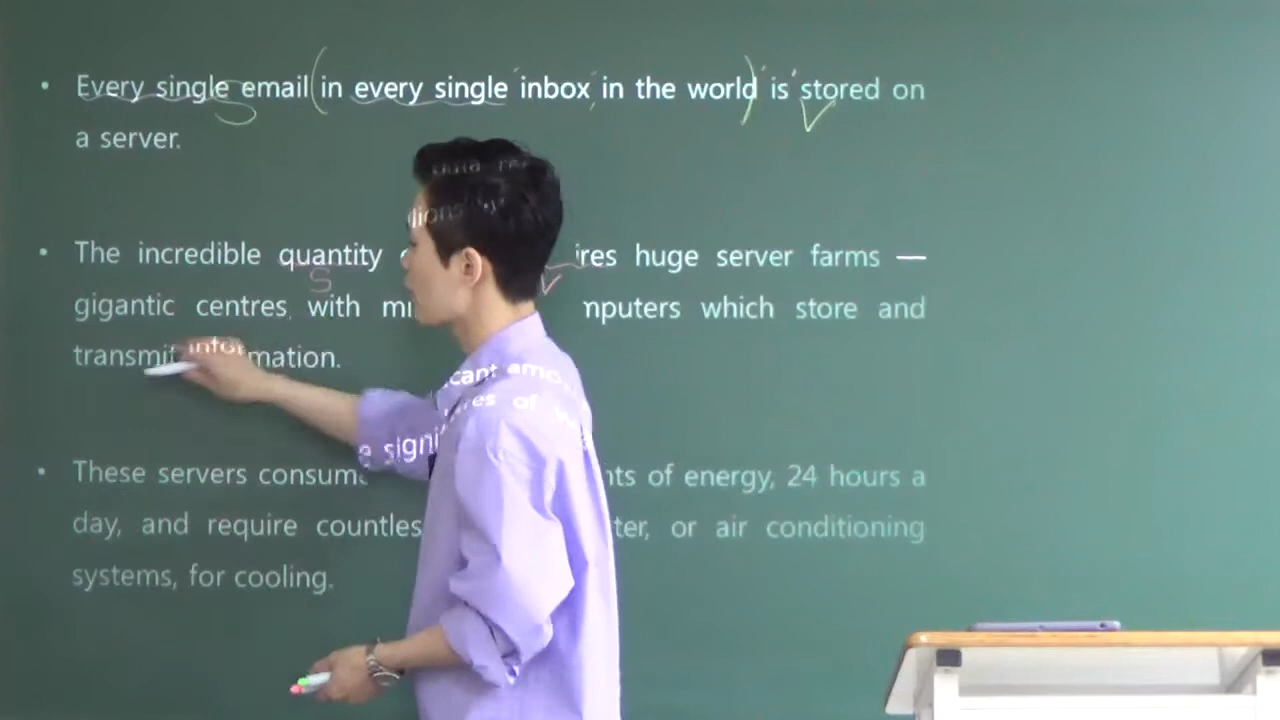 • Every single email (in every single inbox in the world) is stored on
S V
a server.
• The incredible quantity ires huge server farms —
S V
gigantic centres with mputers which store and
transmit information.
• These servers consum nts of energy, 24 hours a
day, and require countles ter, or air conditioning
systems, for cooling.